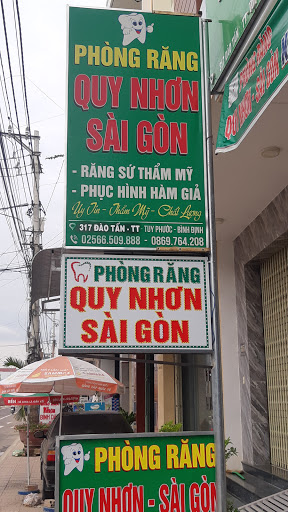 PHÒNG RĂNG
QUY NHƠN
SÀI GÒN
- RĂNG SỨ THẨM MỸ
- PHỤC HÌNH HÀM GIẢ
Uy Tín - Thẩm Mỹ - Chất Lượng
317 ĐÀO TẤN - TT TUY PHƯỚC - BÌNH ĐỊNH
02566.509.888 - 0869.764.208
PHÒNG RĂNG
QUY NHƠN
SÀI GÒN
PHÒNG RĂNG
QUY NHƠN - SÀI GÒN